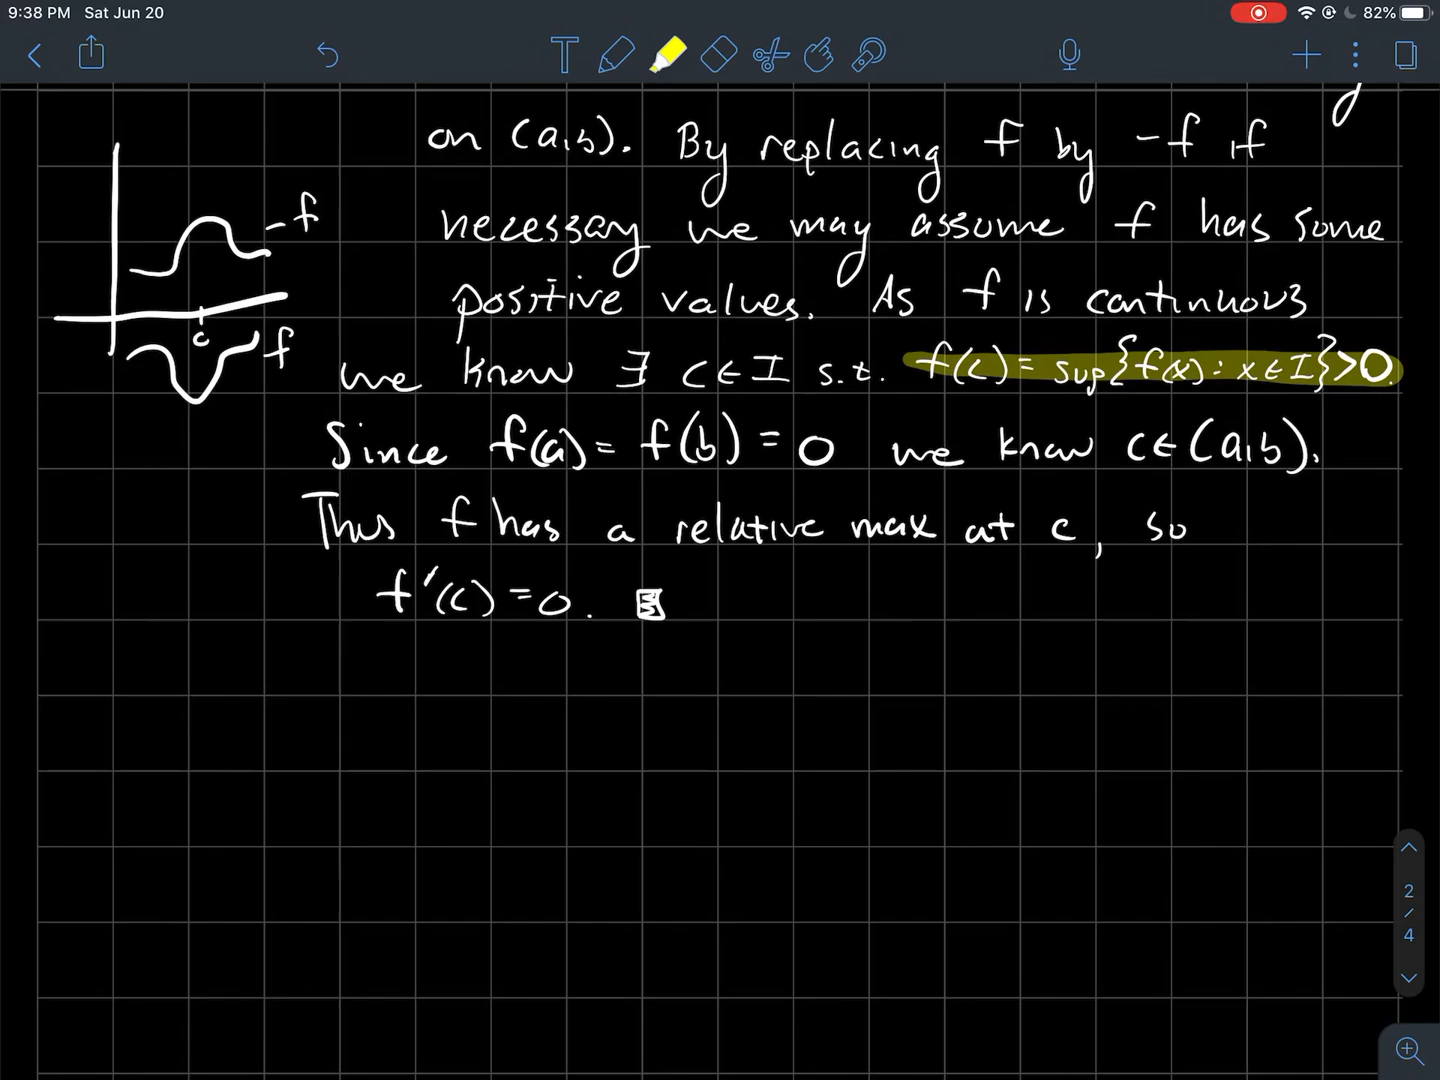 9:38 PM Sat Jun 20
82%
T
on (a,b). By replacing f by -f if
necessary we may assume f has some
positive values. As f is continuous
we know ∃ c∈I s.t. f(c) = sup{f(x) : x∈I} > 0.
Since f(a) = f(b) = 0 we know c∈(a,b).
Thus f has a relative max at c, so
f'(c) = 0.
-f
c
f
2
/
4